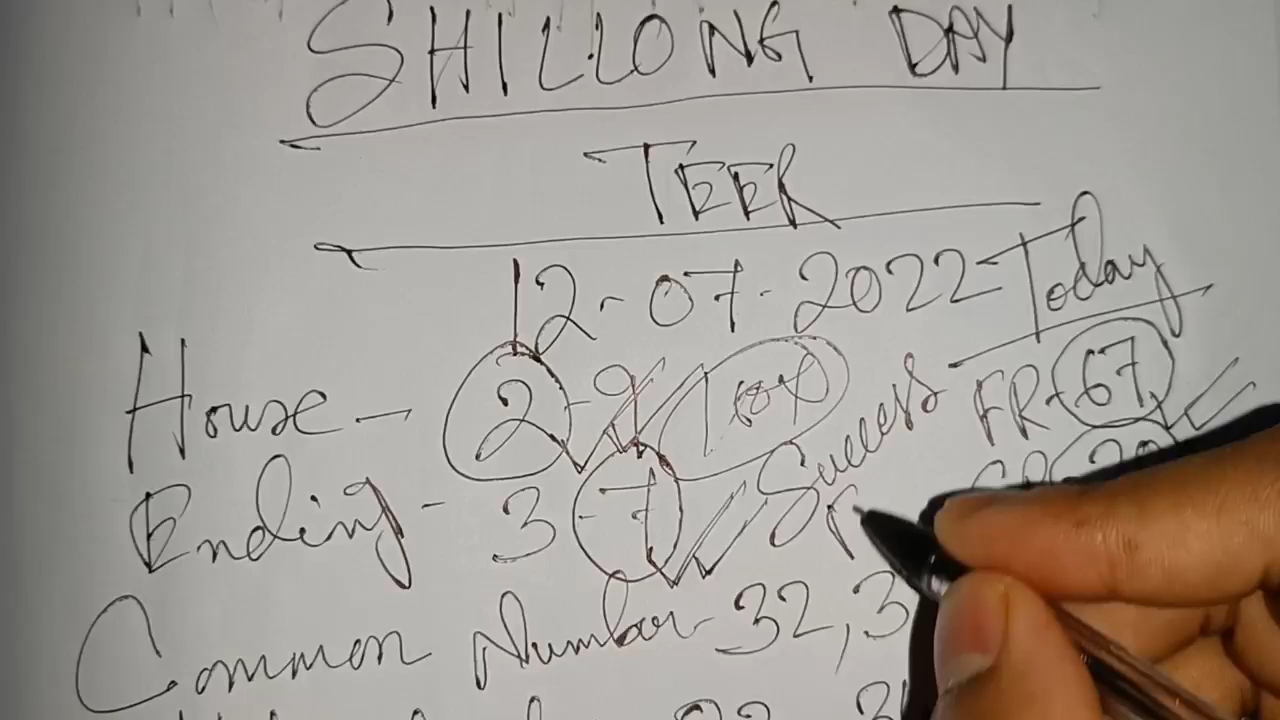 SHILLONG DAY
TEER
12-07-2022 Today
House - 2-9 100% Success FR-67
Ending - 3-7
Common Number - 32, 3